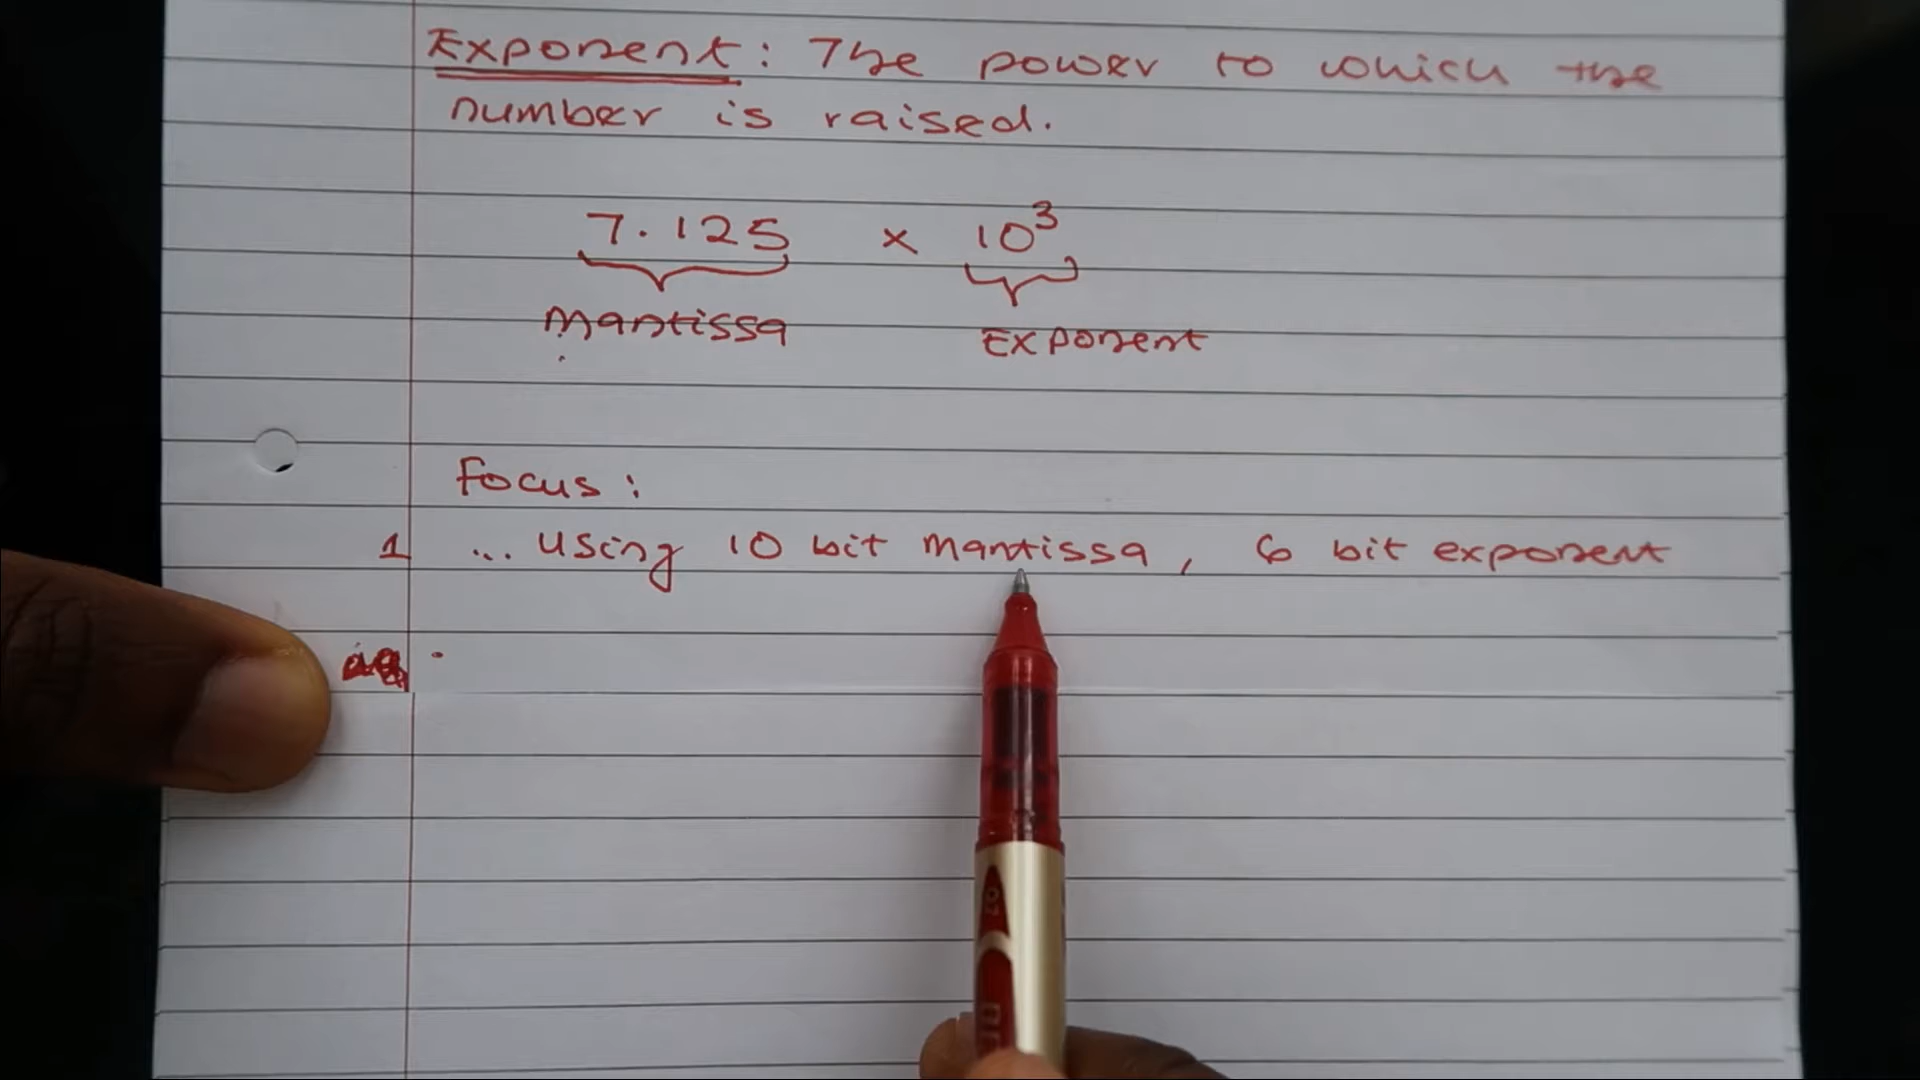 Exponent: The power to which the
number is raised.
7.125 x 10³
Mantissa Exponent
Focus:
1 ... Using 10 bit mantissa, 6 bit exponent